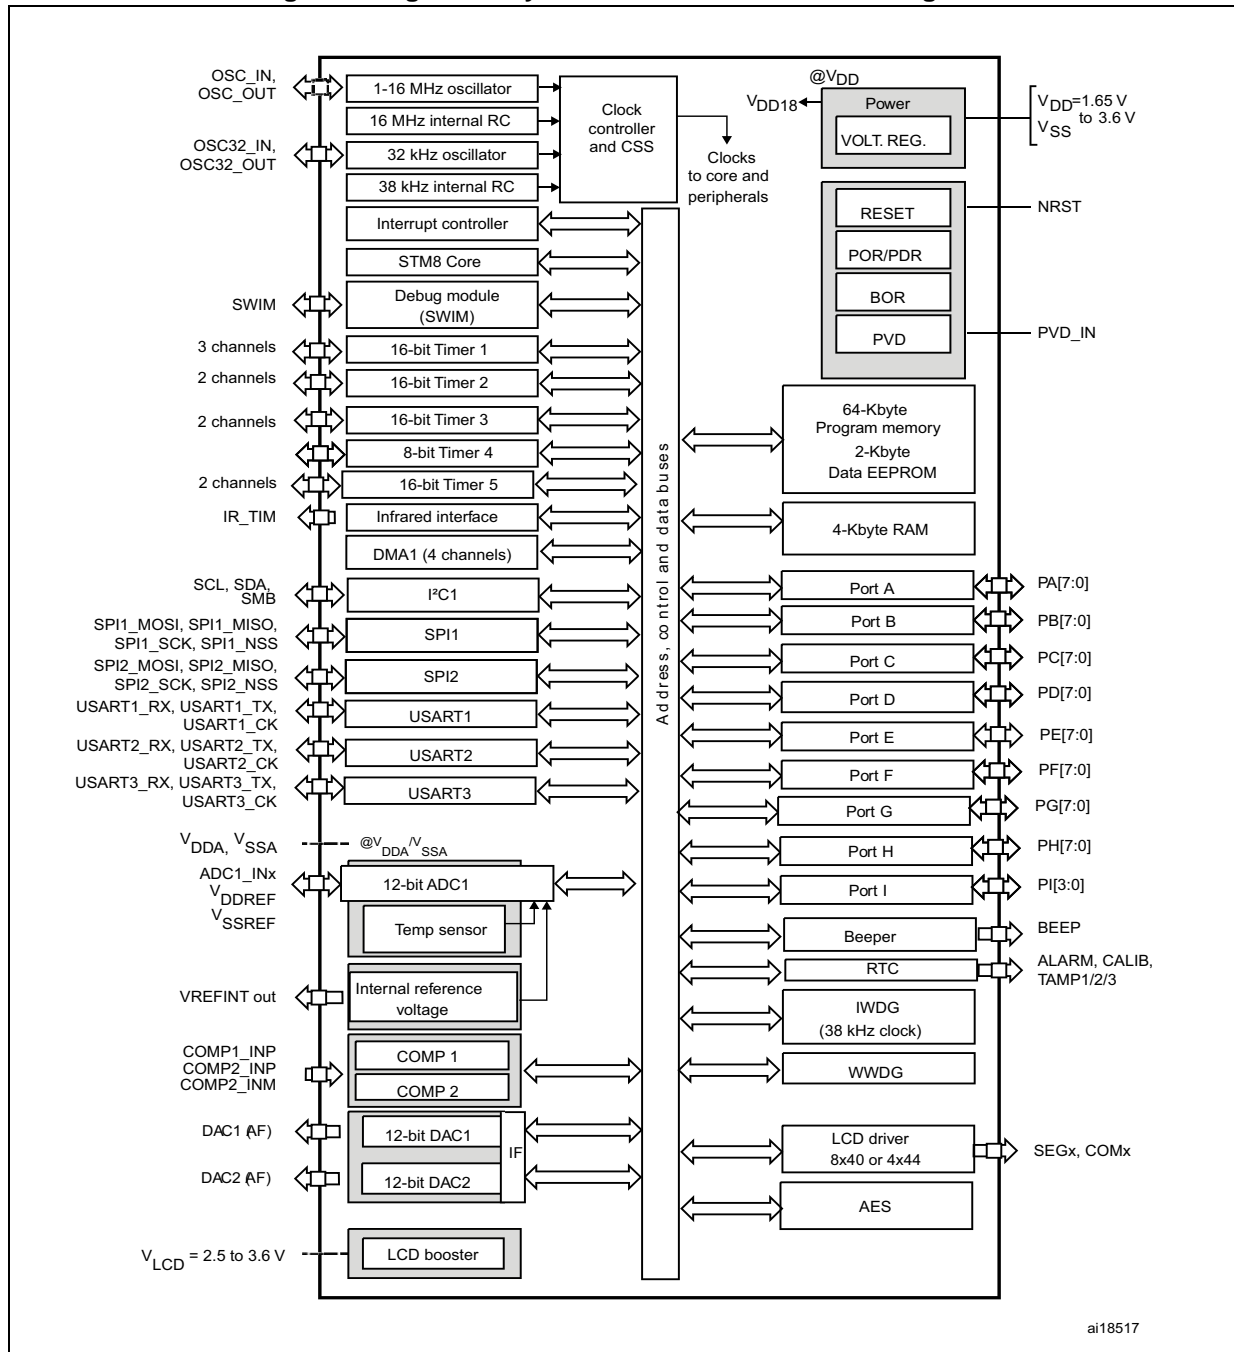 OSC_IN,
OSC_OUT
1-16 MHz oscillator
16 MHz internal RC
OSC32_IN,
OSC32_OUT
32 kHz oscillator
38 kHz internal RC
Clock
controller
and CSS
Clocks
to core and
peripherals
@VDD
VDD18
Power
VOLT. REG.
VDD=1.65 V
to 3.6 V
VSS
RESET
NRST
POR/PDR
BOR
PVD
PVD_IN
Interrupt controller
STM8 Core
SWIM
Debug module
(SWIM)
3 channels
16-bit Timer 1
2 channels
16-bit Timer 2
2 channels
16-bit Timer 3
8-bit Timer 4
2 channels
16-bit Timer 5
IR_TIM
Infrared interface
DMA1 (4 channels)
SCL, SDA,
SMB
I²C1
SPI1_MOSI, SPI1_MISO,
SPI1_SCK, SPI1_NSS
SPI1
SPI2_MOSI, SPI2_MISO,
SPI2_SCK, SPI2_NSS
SPI2
USART1_RX, USART1_TX,
USART1_CK
USART1
USART2_RX, USART2_TX,
USART2_CK
USART2
USART3_RX, USART3_TX,
USART3_CK
USART3
VDDA, VSSA
@VDDA/VSSA
ADC1_INx
VDDREF
VSSREF
12-bit ADC1
Temp sensor
VREFINT out
Internal reference
voltage
COMP1_INP
COMP2_INP
COMP2_INM
COMP 1
COMP 2
DAC1 (AF)
12-bit DAC1
IF
DAC2 (AF)
12-bit DAC2
VLCD = 2.5 to 3.6 V
LCD booster
Address, control and data buses
64-Kbyte
Program memory
2-Kbyte
Data EEPROM
4-Kbyte RAM
Port A
PA[7:0]
Port B
PB[7:0]
Port C
PC[7:0]
Port D
PD[7:0]
Port E
PE[7:0]
Port F
PF[7:0]
Port G
PG[7:0]
Port H
PH[7:0]
Port I
PI[3:0]
Beeper
BEEP
RTC
ALARM, CALIB,
TAMP1/2/3
IWDG
(38 kHz clock)
WWDG
LCD driver
8x40 or 4x44
SEGx, COMx
AES
ai18517